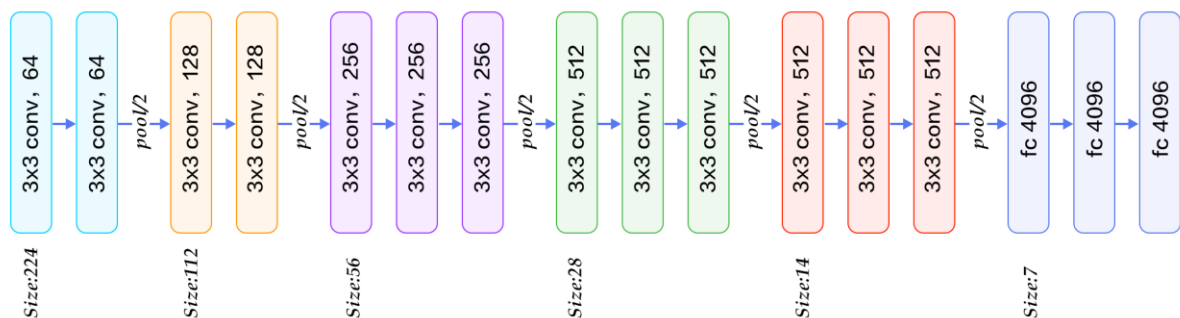 3x3 conv, 64
3x3 conv, 64
pool/2
3x3 conv, 128
3x3 conv, 128
pool/2
3x3 conv, 256
3x3 conv, 256
3x3 conv, 256
pool/2
3x3 conv, 512
3x3 conv, 512
3x3 conv, 512
pool/2
3x3 conv, 512
3x3 conv, 512
3x3 conv, 512
pool/2
fc 4096
fc 4096
fc 4096
Size:224
Size:112
Size:56
Size:28
Size:14
Size:7